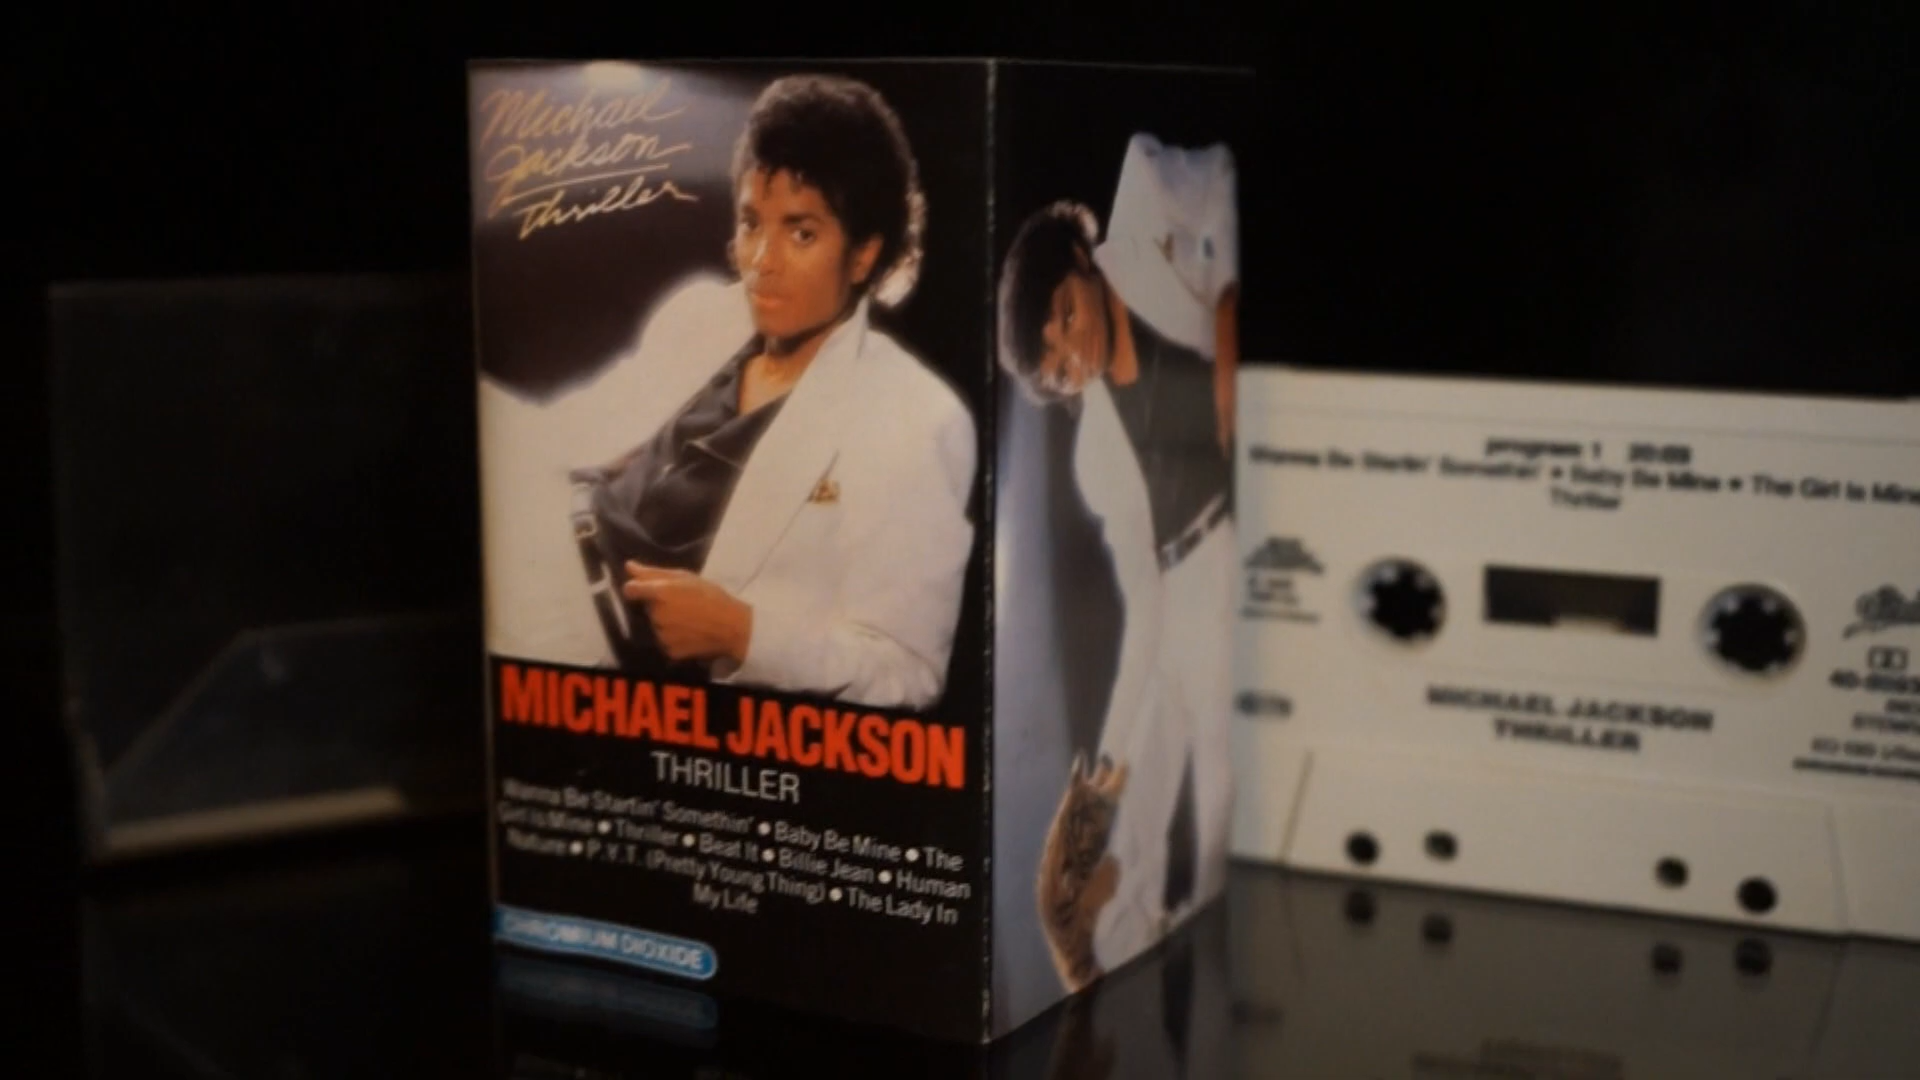 Michael
Jackson
Thriller
MICHAEL JACKSON
THRILLER
Wanna Be Startin' Somethin' • Baby Be Mine • The
Girl is Mine • Thriller • Beat It • Billie Jean • Human
Nature • P.Y.T. (Pretty Young Thing) • The Lady In
My Life
CHROMIUM DIOXIDE
program 1
Wanna Be Startin' Somethin' • Baby Be Mine • The Girl Is Mine
Thriller
MICHAEL JACKSON
THRILLER